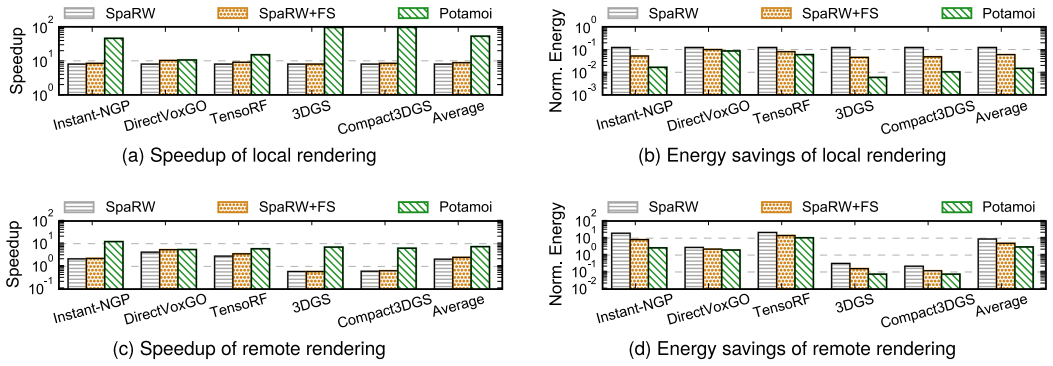 SpaRW SpaRW+FS Potamoi
Speedup
10^2
10^1
10^0
Instant-NGP DirectVoxGO TensoRF 3DGS Compact3DGS Average
(a) Speedup of local rendering
SpaRW SpaRW+FS Potamoi
Norm. Energy
10^0
10^-1
10^-2
10^-3
Instant-NGP DirectVoxGO TensoRF 3DGS Compact3DGS Average
(b) Energy savings of local rendering
SpaRW SpaRW+FS Potamoi
Speedup
10^2
10^1
10^0
10^-1
Instant-NGP DirectVoxGO TensoRF 3DGS Compact3DGS Average
(c) Speedup of remote rendering
SpaRW SpaRW+FS Potamoi
Norm. Energy
10^2
10^1
10^0
10^-1
10^-2
Instant-NGP DirectVoxGO TensoRF 3DGS Compact3DGS Average
(d) Energy savings of remote rendering